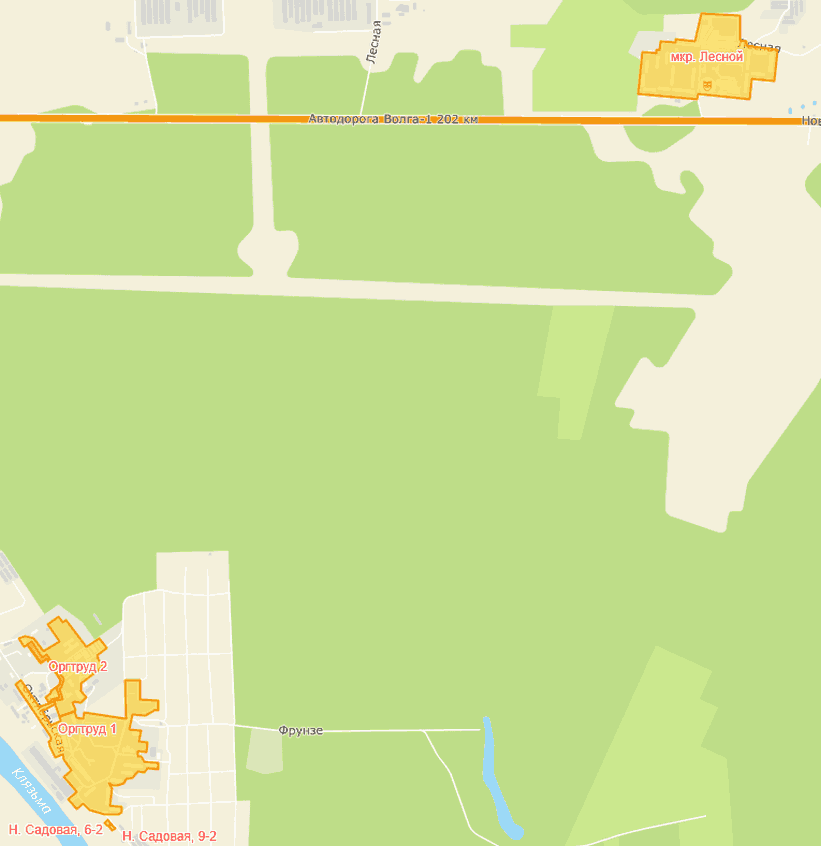 Лесная
Лесная
мкр. Лесной
Автодорога Волга-1 202 км
Нов
Оргтруд 2
Октябрьская
Оргтруд 1
Фрунзе
Клязьма
Н. Садовая, 6-2
Н. Садовая, 9-2